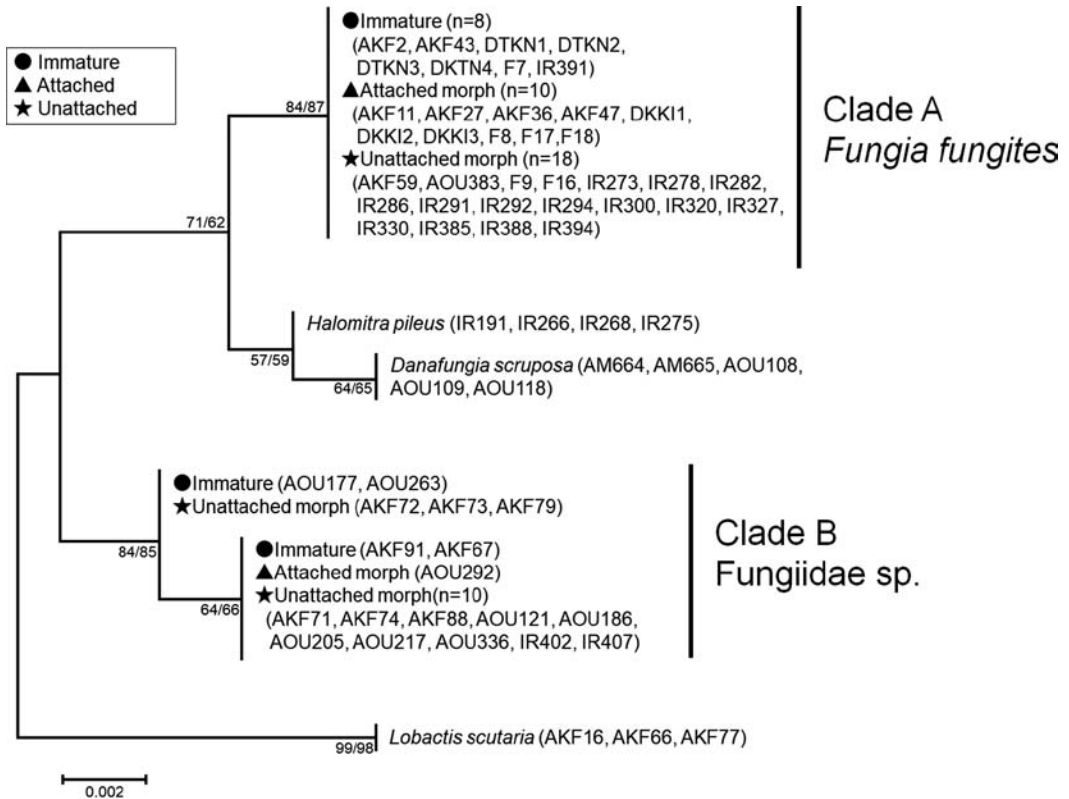 ● Immature
▲ Attached
★ Unattached
84/87
●Immature (n=8)
(AKF2, AKF43, DTKN1, DTKN2,
DTKN3, DKTN4, F7, IR391)
▲Attached morph (n=10)
(AKF11, AKF27, AKF36, AKF47, DKKI1,
DKKI2, DKKI3, F8, F17,F18)
★Unattached morph (n=18)
(AKF59, AOU383, F9, F16, IR273, IR278, IR282,
IR286, IR291, IR292, IR294, IR300, IR320, IR327,
IR330, IR385, IR388, IR394)
Clade A
Fungia fungites
71/62
Halomitra pileus (IR191, IR266, IR268, IR275)
57/59
Danafungia scruposa (AM664, AM665, AOU108,
AOU109, AOU118)
64/65
●Immature (AOU177, AOU263)
★Unattached morph (AKF72, AKF73, AKF79)
84/85
●Immature (AKF91, AKF67)
▲Attached morph (AOU292)
★Unattached morph(n=10)
(AKF71, AKF74, AKF88, AOU121, AOU186,
AOU205, AOU217, AOU336, IR402, IR407)
64/66
Clade B
Fungiidae sp.
Lobactis scutaria (AKF16, AKF66, AKF77)
99/98
0.002